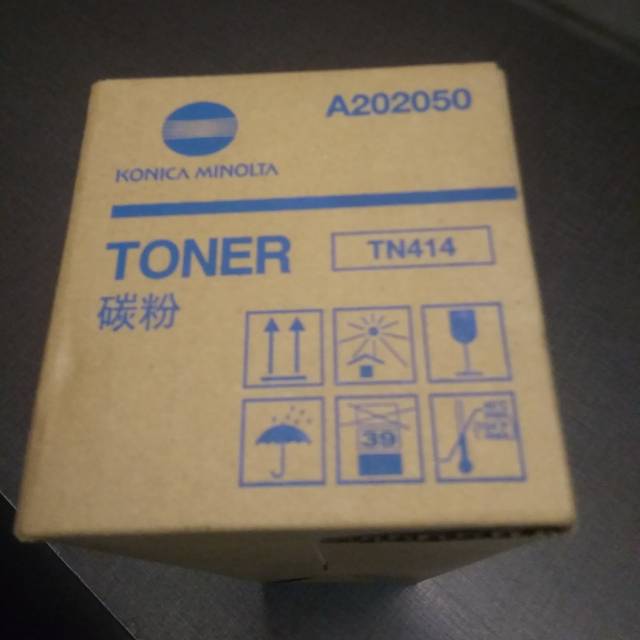 A202050
KONICA MINOLTA
TONER
TN414
碳粉
39